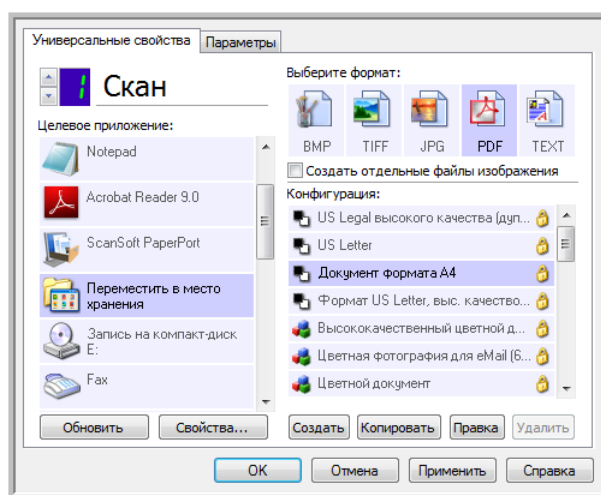 Универсальные свойства
Параметры
1
Скан
Целевое приложение:
Notepad
Acrobat Reader 9.0
ScanSoft PaperPort
Переместить в место
хранения
Запись на компакт-диск
E:
Fax
Обновить
Свойства...
Выберите формат:
BMP
TIFF
JPG
PDF
TEXT
Создать отдельные файлы изображения
Конфигурация:
US Legal высокого качества (дуп...
US Letter
Документ формата A4
Формат US Letter, выс. качество...
Высококачественный цветной д...
Цветная фотография для eMail (6...
Цветной документ
Создать
Копировать
Правка
Удалить
OK
Отмена
Применить
Справка